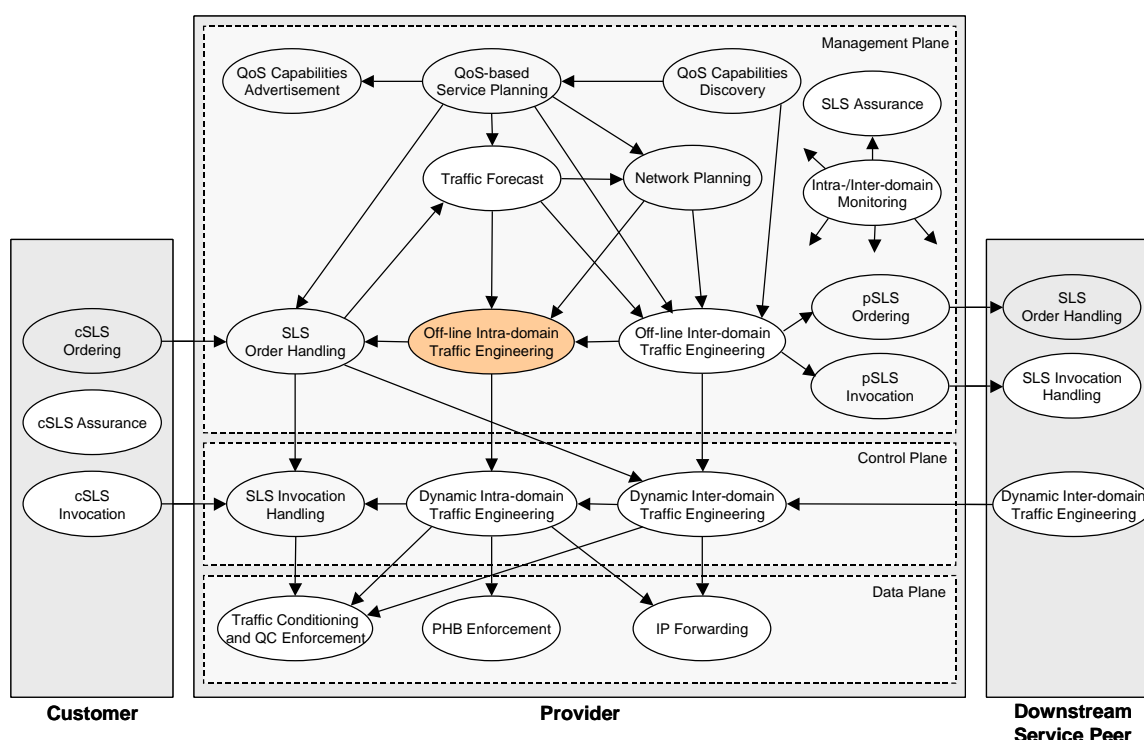 Management Plane
QoS Capabilities
Advertisement
QoS-based
Service Planning
QoS Capabilities
Discovery
SLS Assurance
Traffic Forecast
Network Planning
Intra-/Inter-domain
Monitoring
cSLS
Ordering
SLS
Order Handling
Off-line Intra-domain
Traffic Engineering
Off-line Inter-domain
Traffic Engineering
pSLS
Ordering
SLS
Order Handling
pSLS
Invocation
SLS Invocation
Handling
cSLS Assurance
Control Plane
cSLS
Invocation
SLS Invocation
Handling
Dynamic Intra-domain
Traffic Engineering
Dynamic Inter-domain
Traffic Engineering
Dynamic Inter-domain
Traffic Engineering
Data Plane
Traffic Conditioning
and QC Enforcement
PHB Enforcement
IP Forwarding
Customer
Provider
Downstream
Service Peer